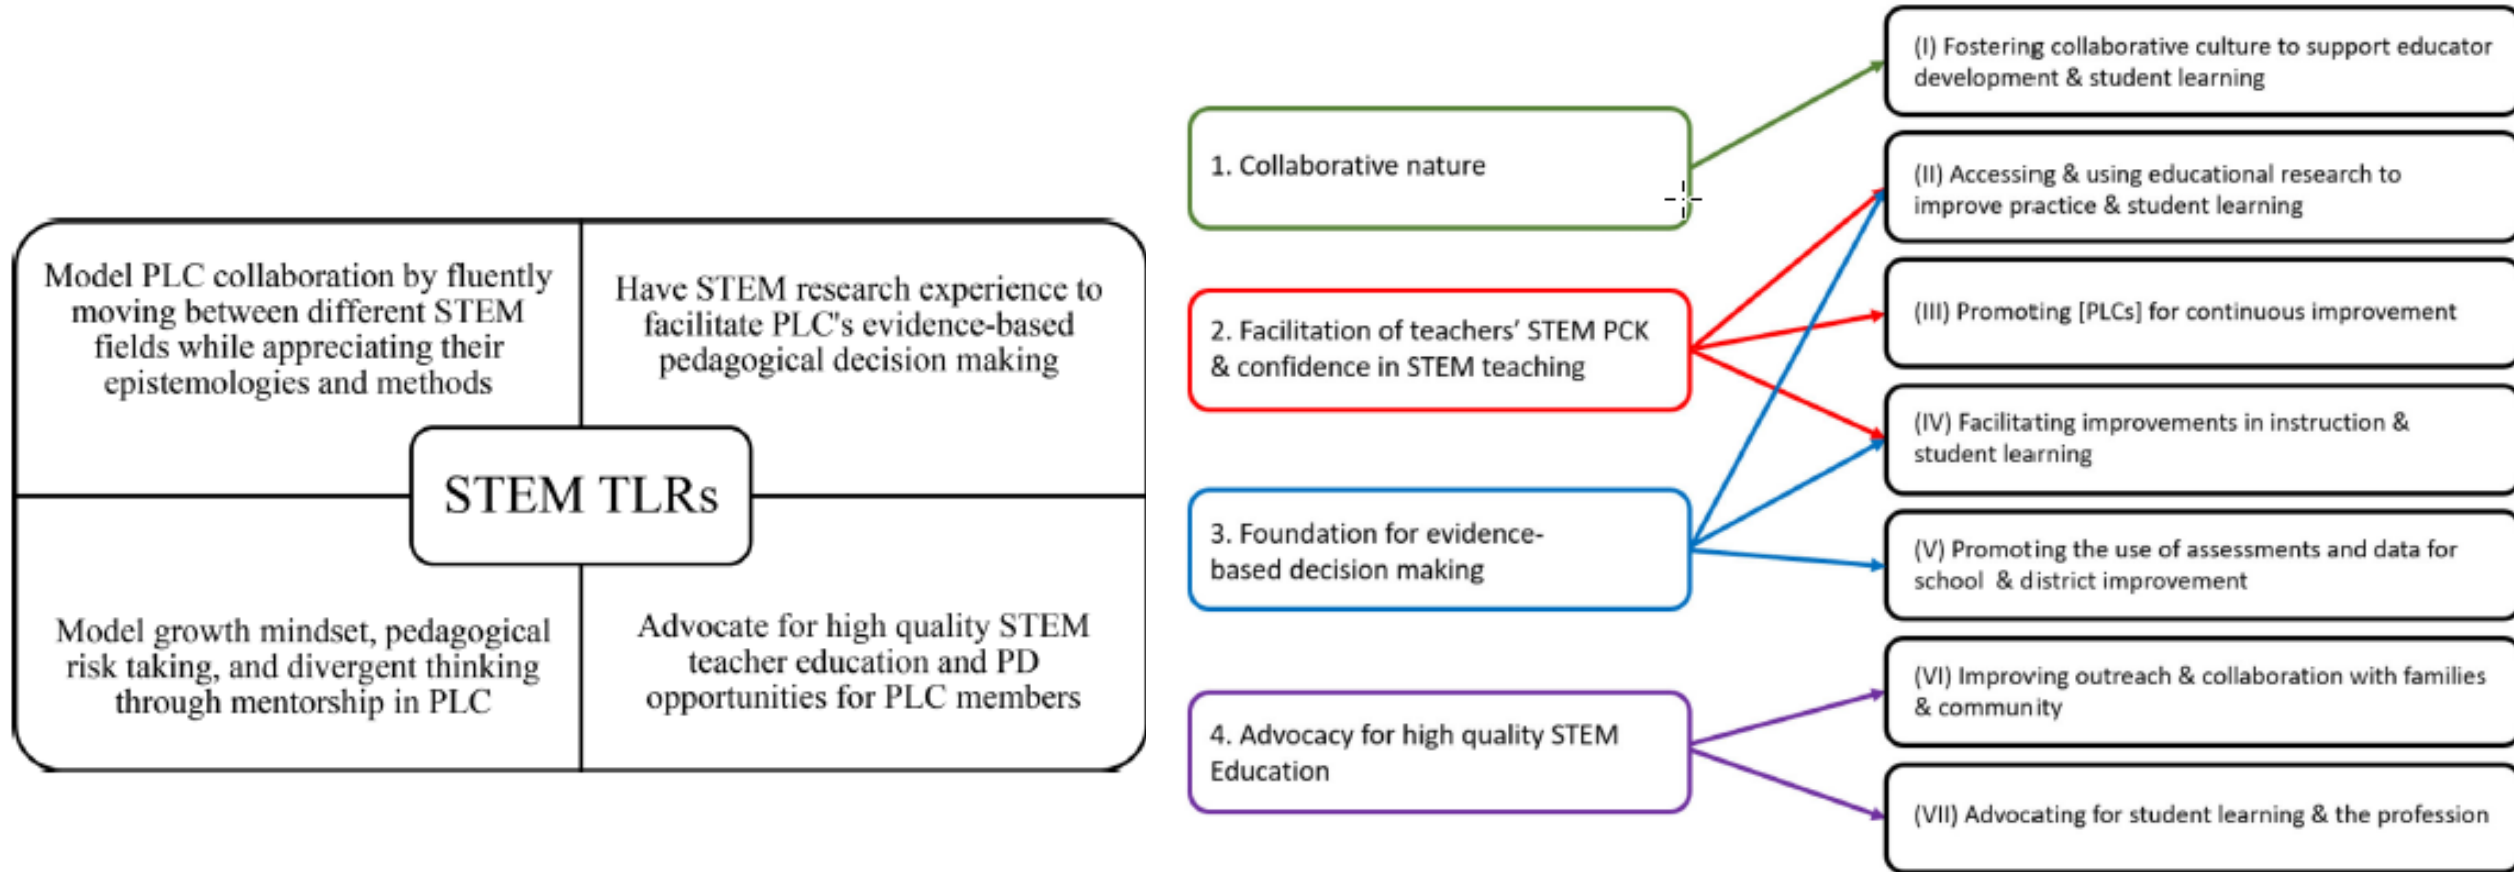 Model PLC collaboration by fluently
moving between different STEM
fields while appreciating their
epistemologies and methods
Have STEM research experience to
facilitate PLC's evidence-based
pedagogical decision making
STEM TLRs
Model growth mindset, pedagogical
risk taking, and divergent thinking
through mentorship in PLC
Advocate for high quality STEM
teacher education and PD
opportunities for PLC members
1. Collaborative nature
2. Facilitation of teachers’ STEM PCK
& confidence in STEM teaching
3. Foundation for evidence-
based decision making
4. Advocacy for high quality STEM
Education
(I) Fostering collaborative culture to support educator
development & student learning
(II) Accessing & using educational research to
improve practice & student learning
(III) Promoting [PLCs] for continuous improvement
(IV) Facilitating improvements in instruction &
student learning
(V) Promoting the use of assessments and data for
school & district improvement
(VI) Improving outreach & collaboration with families
& community
(VII) Advocating for student learning & the profession